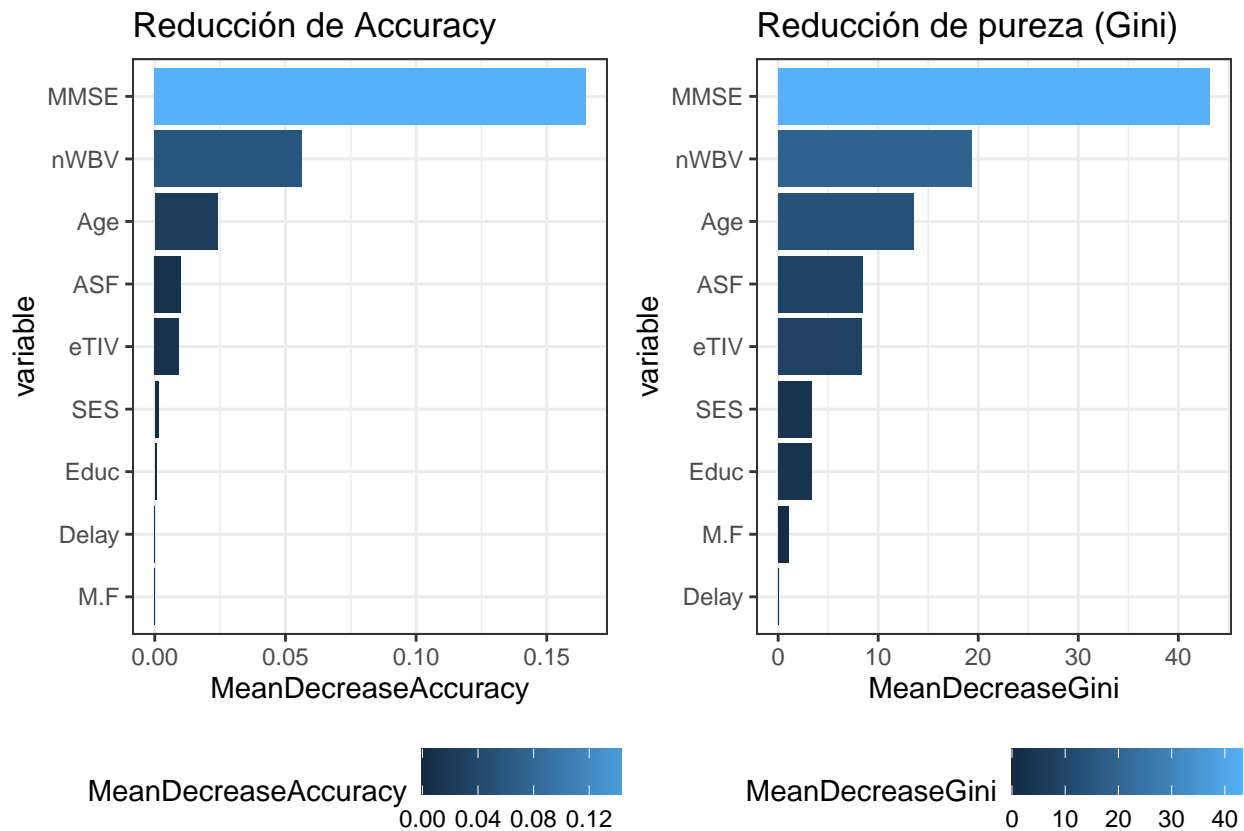 Reducción de Accuracy
MMSE
nWBV
Age
ASF
eTIV
SES
Educ
Delay
M.F
variable
0.00 0.05 0.10 0.15
MeanDecreaseAccuracy
MeanDecreaseAccuracy
0.00 0.04 0.08 0.12
Reducción de pureza (Gini)
MMSE
nWBV
Age
ASF
eTIV
SES
Educ
M.F
Delay
variable
0 10 20 30 40
MeanDecreaseGini
MeanDecreaseGini
0 10 20 30 40